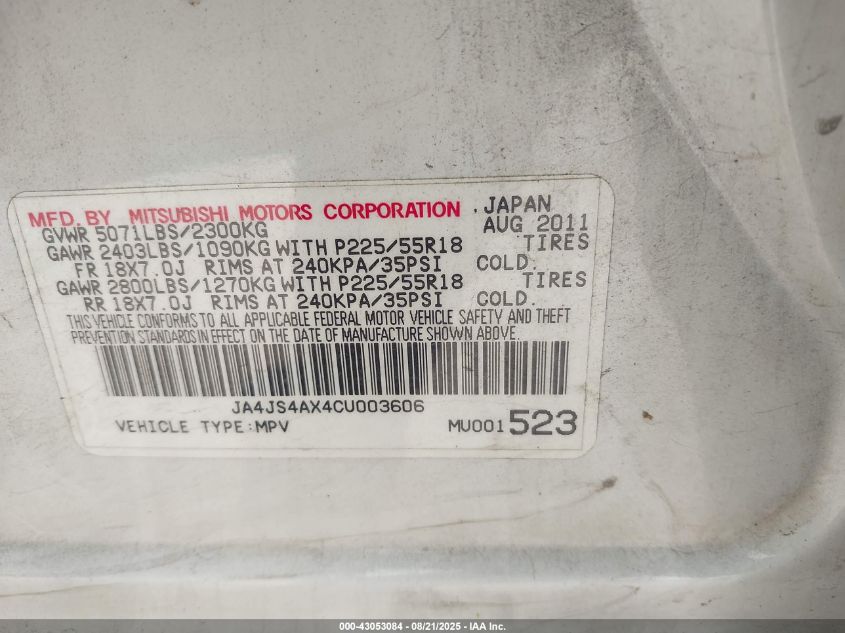 MFD. BY MITSUBISHI MOTORS CORPORATION . JAPAN
GVWR 5071LBS/2300KG AUG 2011
GAWR 2403LBS/1090KG WITH P225/55R18 TIRES
FR 18X7.0J RIMS AT 240KPA/35PSI COLD.
GAWR 2800LBS/1270KG WITH P225/55R18 TIRES
RR 18X7.0J RIMS AT 240KPA/35PSI COLD.
THIS VEHICLE CONFORMS TO ALL APPLICABLE FEDERAL MOTOR VEHICLE SAFETY AND THEFT
PREVENTION STANDARDS IN EFFECT ON THE DATE OF MANUFACTURE SHOWN ABOVE.
JA4JS4AX4CU003606
VEHICLE TYPE:MPV MU001523
000-43053084 - 08/21/2025 - IAA Inc.